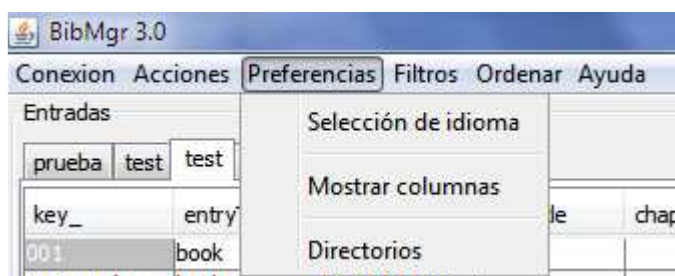 BibMgr 3.0
Conexion Acciones Preferencias Filtros Ordenar Ayuda
Entradas
Selección de idioma
prueba test test
Mostrar columnas
key_
001 book
Directorios